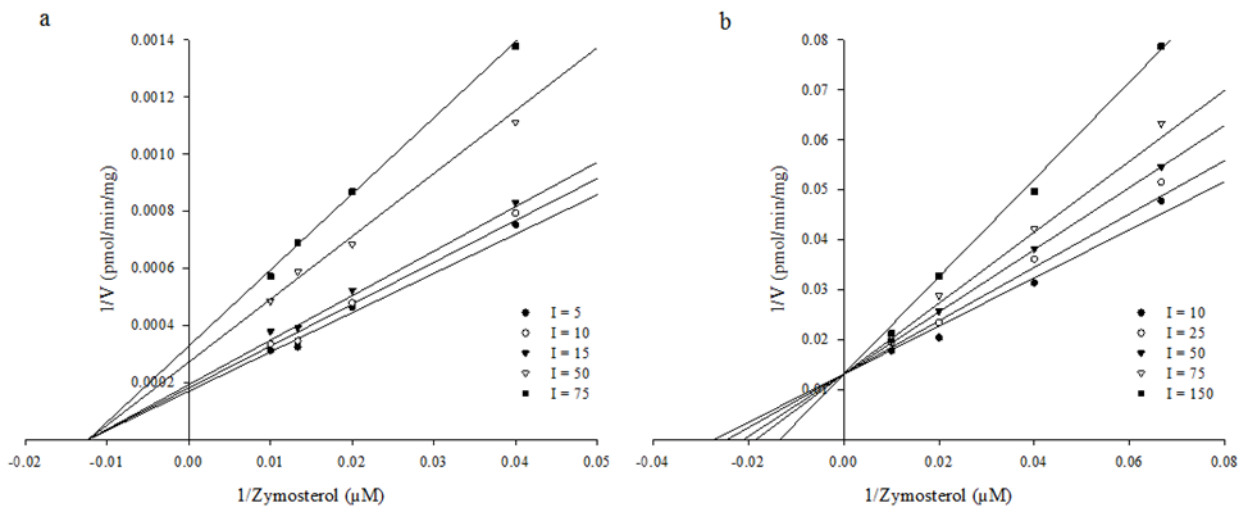 a
0.0014
0.0012
0.0010
0.0008
0.0006
0.0004
0.0002
1/V (pmol/min/mg)
I = 5
I = 10
I = 15
I = 50
I = 75
-0.02 -0.01 0.00 0.01 0.02 0.03 0.04 0.05
1/Zymosterol (µM)
b
0.08
0.07
0.06
0.05
0.04
0.03
0.02
1/V (pmol/min/mg)
I = 10
I = 25
I = 50
I = 75
I = 150
-0.04 -0.02 0.00 0.02 0.04 0.06 0.08
1/Zymosterol (µM)